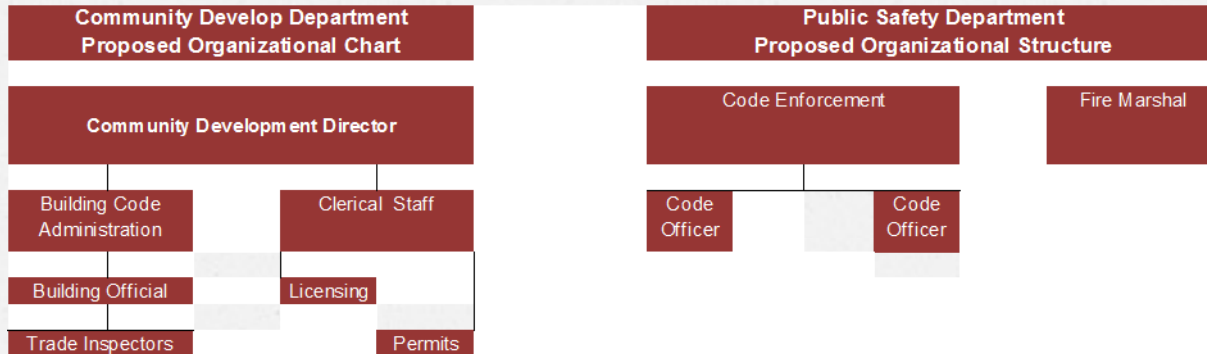 Community Develop Department
Proposed Organizational Chart
Public Safety Department
Proposed Organizational Structure
Community Development Director
Code Enforcement
Fire Marshal
Building Code
Administration
Clerical Staff
Code
Officer
Code
Officer
Building Official
Licensing
Trade Inspectors
Permits